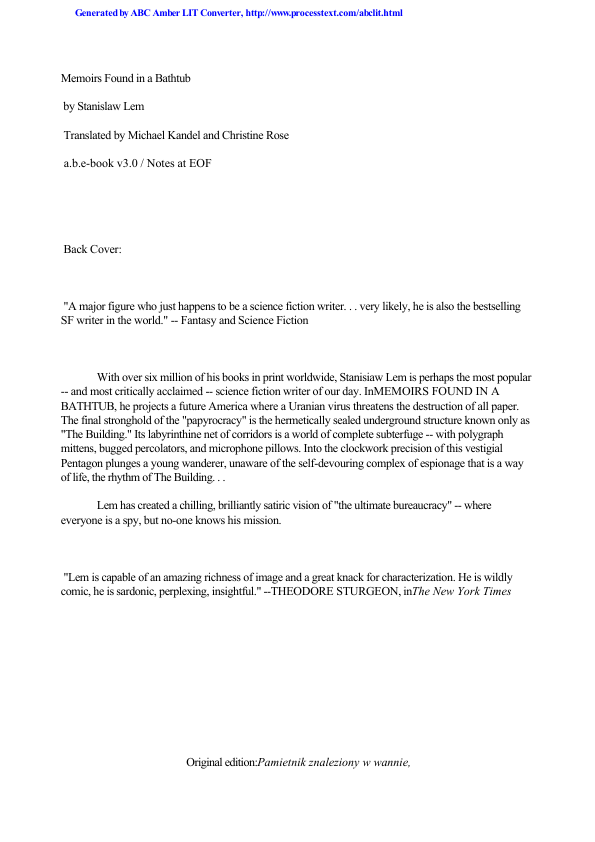 Generated by ABC Amber LIT Converter, http://www.processtext.com/abclit.html
Memoirs Found in a Bathtub
by Stanislaw Lem
Translated by Michael Kandel and Christine Rose
a.b.e-book v3.0 / Notes at EOF
Back Cover:
"A major figure who just happens to be a science fiction writer. . . very likely, he is also the bestselling
SF writer in the world." -- Fantasy and Science Fiction
With over six million of his books in print worldwide, Stanisiaw Lem is perhaps the most popular
-- and most critically acclaimed -- science fiction writer of our day. InMEMOIRS FOUND IN A
BATHTUB, he projects a future America where a Uranian virus threatens the destruction of all paper.
The final stronghold of the "papyrocracy" is the hermetically sealed underground structure known only as
"The Building." Its labyrinthine net of corridors is a world of complete subterfuge -- with polygraph
mittens, bugged percolators, and microphone pillows. Into the clockwork precision of this vestigial
Pentagon plunges a young wanderer, unaware of the self-devouring complex of espionage that is a way
of life, the rhythm of The Building. . .
Lem has created a chilling, brilliantly satiric vision of "the ultimate bureaucracy" -- where
everyone is a spy, but no-one knows his mission.
"Lem is capable of an amazing richness of image and a great knack for characterization. He is wildly
comic, he is sardonic, perplexing, insightful." --THEODORE STURGEON, inThe New York Times
Original edition:Pamietnik znaleziony w wannie,